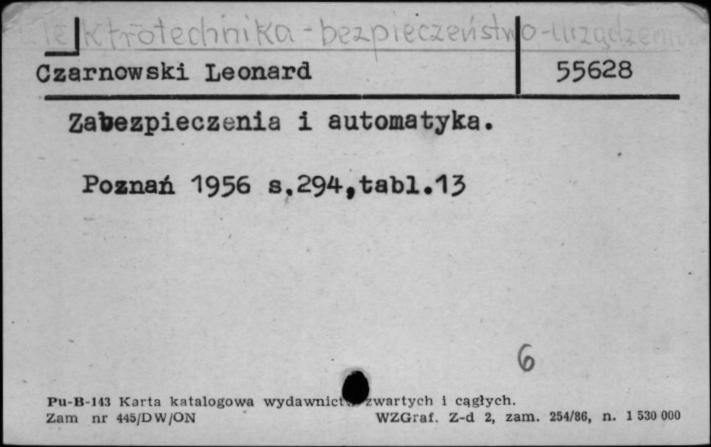 Elektrotechnika - bezpieczeństwo - urządzenia
Czarnowski Leonard 55628
Zabezpieczenia i automatyka.
Poznań 1956 s.294,tabl.13
6
Pu-B-143 Karta katalogowa wydawnictw zwartych i cągłych.
Zam nr 445/DW/ON WZGraf. Z-d 2, zam. 254/86, n. 1 530 000